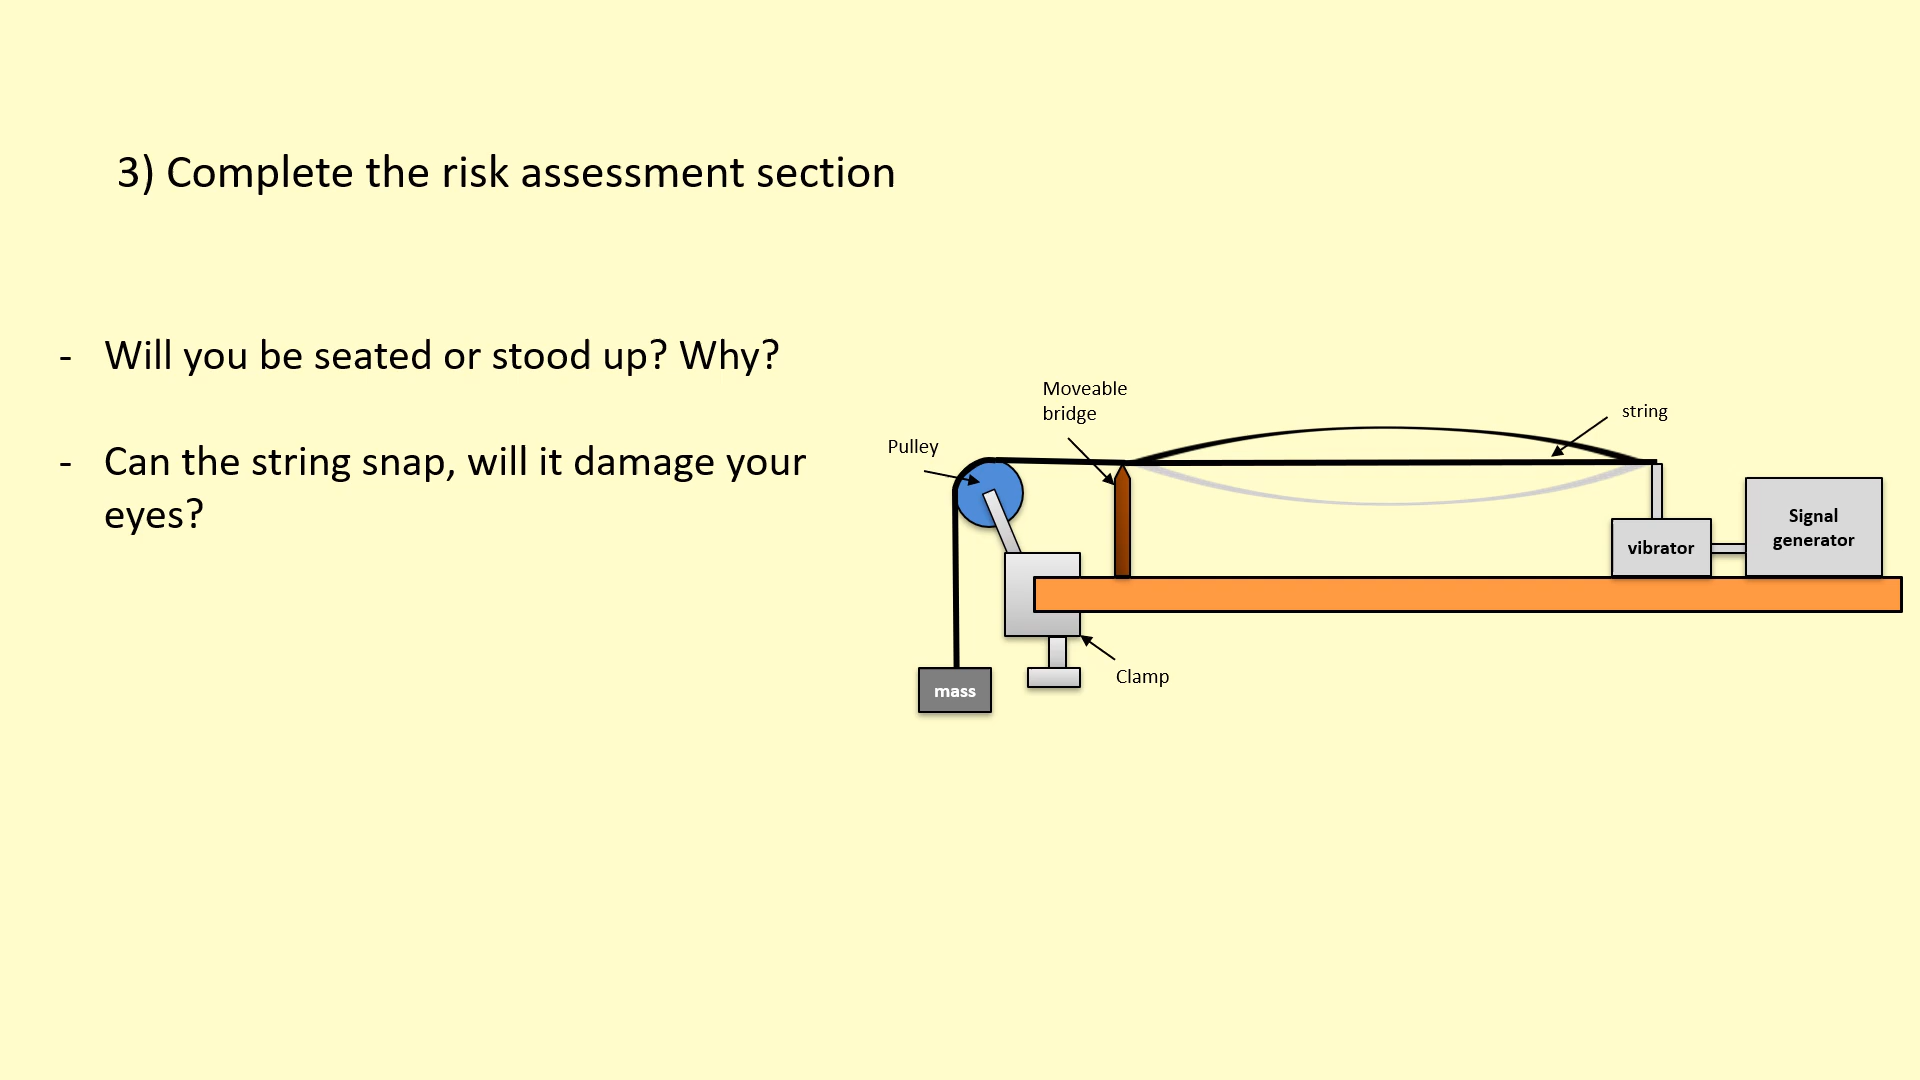 3) Complete the risk assessment section
- Will you be seated or stood up? Why?
- Can the string snap, will it damage your
eyes?
Moveable
bridge
string
Pulley
Signal
generator
vibrator
Clamp
mass